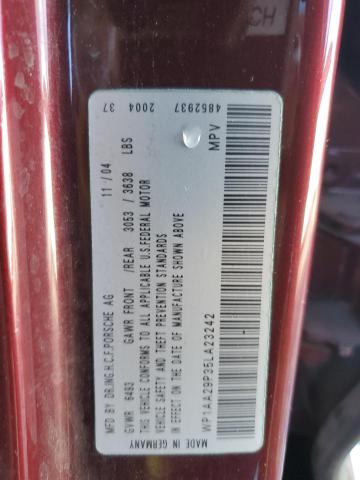 MFD BY DR.ING.H.C.F.PORSCHE AG 11/04 2004 37
GVWR 6493 GAWR FRONT /REAR 3053 / 3638 LBS
THIS VEHICLE CONFORMS TO ALL APPLICABLE U.S.FEDERAL MOTOR
VEHICLE SAFETY AND THEFT PREVENTION STANDARDS
IN EFFECT ON THE DATE OF MANUFACTURE SHOWN ABOVE
4852937
MPV
WP1AA29P35LA23242
MADE IN GERMANY
CH